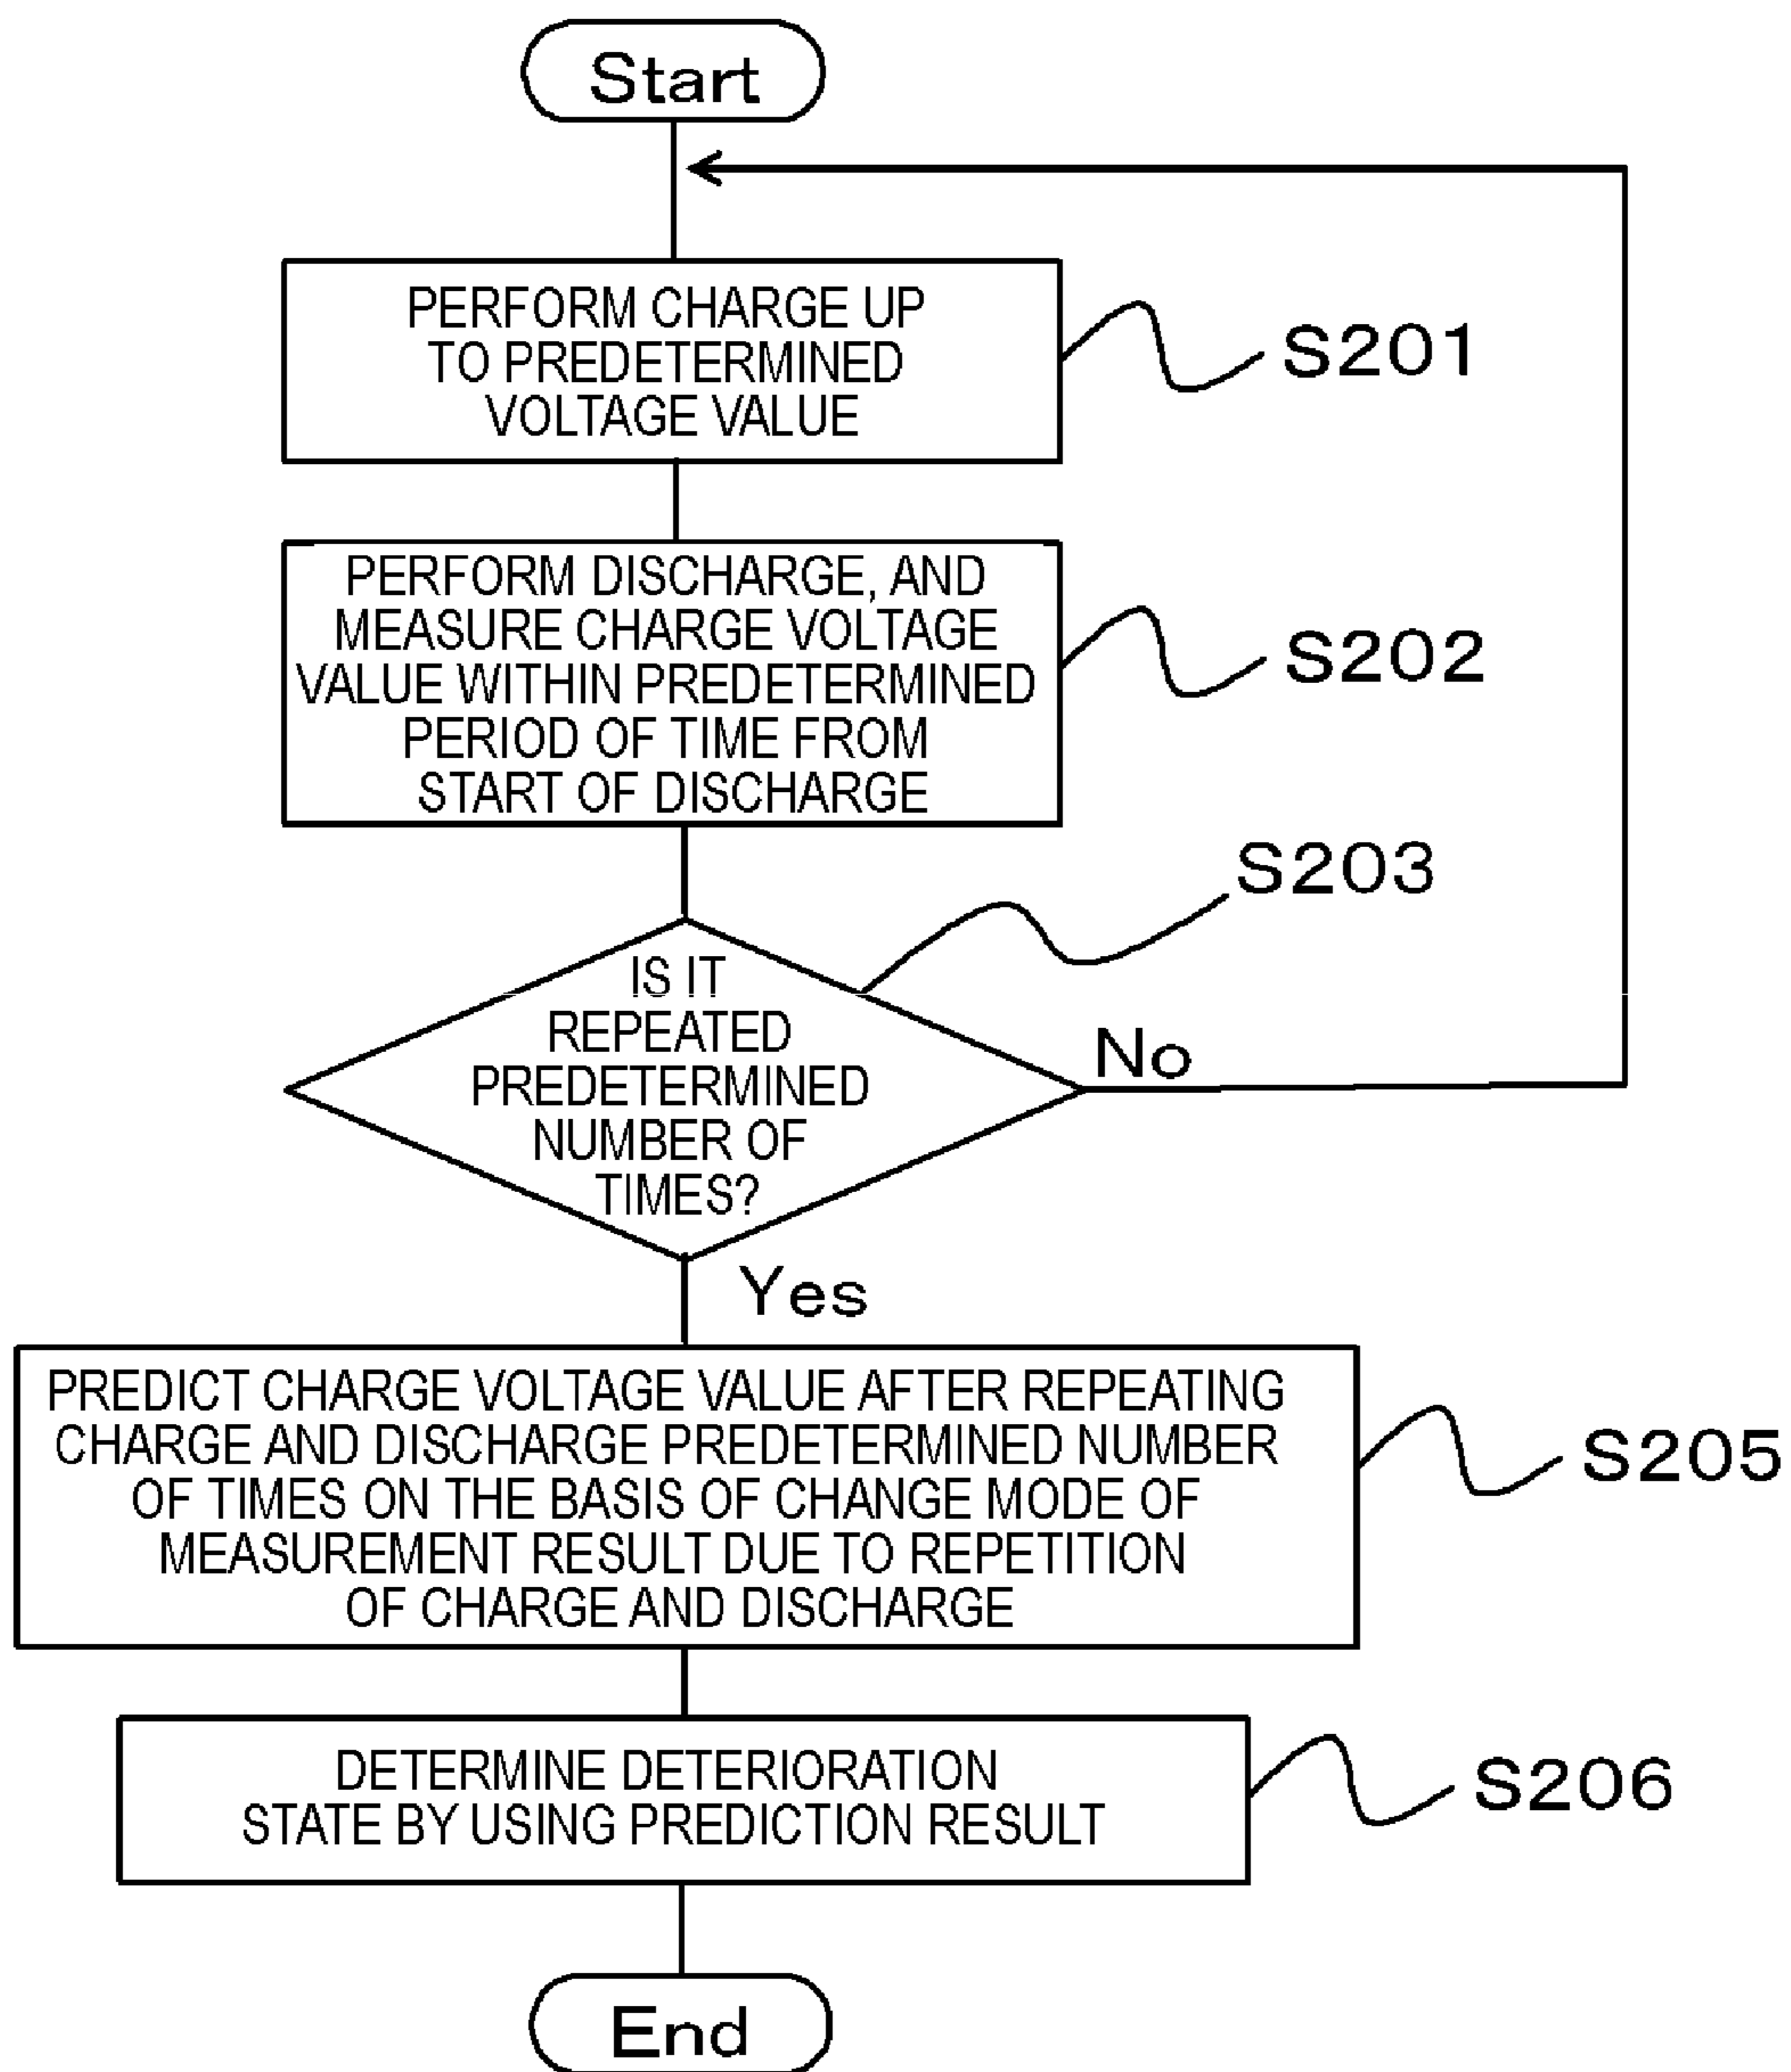 Start
PERFORM CHARGE UP
TO PREDETERMINED
VOLTAGE VALUE
S201
PERFORM DISCHARGE, AND
MEASURE CHARGE VOLTAGE
VALUE WITHIN PREDETERMINED
PERIOD OF TIME FROM
START OF DISCHARGE
S202
S203
IS IT
REPEATED
PREDETERMINED
NUMBER OF
TIMES?
No
Yes
PREDICT CHARGE VOLTAGE VALUE AFTER REPEATING
CHARGE AND DISCHARGE PREDETERMINED NUMBER
OF TIMES ON THE BASIS OF CHANGE MODE OF
MEASUREMENT RESULT DUE TO REPETITION
OF CHARGE AND DISCHARGE
S205
DETERMINE DETERIORATION
STATE BY USING PREDICTION RESULT
S206
End